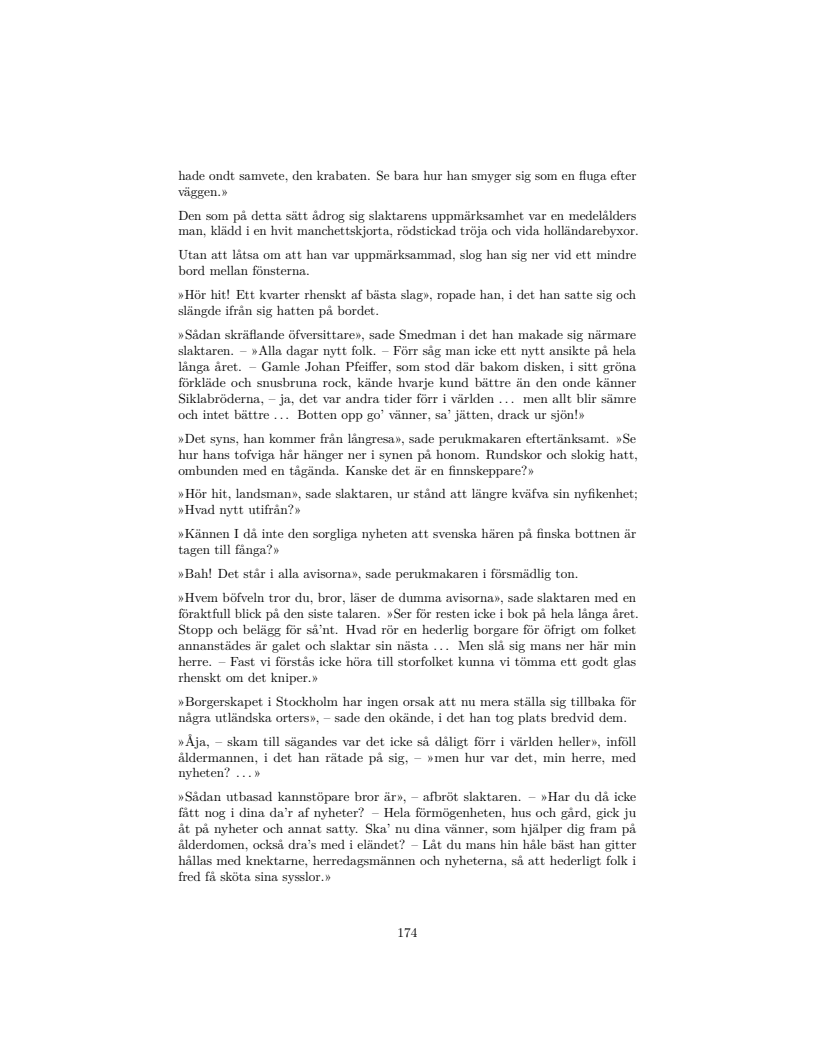 hade ondt samvete, den krabaten. Se bara hur han smyger sig som en fluga efter
väggen.»
Den som på detta sätt ådrog sig slaktarens uppmärksamhet var en medelålders
man, klädd i en hvit manchettskjorta, rödstickad tröja och vida holländarebyxor.
Utan att låtsa om att han var uppmärksammad, slog han sig ner vid ett mindre
bord mellan fönsterna.
»Hör hit! Ett kvarter rhenskt af bästa slag», ropade han, i det han satte sig och
slängde ifrån sig hatten på bordet.
»Sådan skräflande öfversittare», sade Smedman i det han makade sig närmare
slaktaren. – »Alla dagar nytt folk. – Förr såg man icke ett nytt ansikte på hela
långa året. – Gamle Johan Pfeiffer, som stod där bakom disken, i sitt gröna
förkläde och snusbruna rock, kände hvarje kund bättre än den onde känner
Siklabröderna, – ja, det var andra tider förr i världen ... men allt blir sämre
och intet bättre ... Botten opp go' vänner, sa' jätten, drack ur sjön!»
»Det syns, han kommer från långresa», sade perukmakaren eftertänksamt. »Se
hur hans tofviga hår hänger ner i synen på honom. Rundskor och slokig hatt,
ombunden med en tågända. Kanske det är en finnskeppare?»
»Hör hit, landsman», sade slaktaren, ur stånd att längre kväfva sin nyfikenhet;
»Hvad nytt utifrån?»
»Kännen I då inte den sorgliga nyheten att svenska hären på finska bottnen är
tagen till fånga?»
»Bah! Det står i alla avisorna», sade perukmakaren i försmädlig ton.
»Hvem böfveln tror du, bror, läser de dumma avisorna», sade slaktaren med en
föraktfull blick på den siste talaren. »Ser för resten icke i bok på hela långa året.
Stopp och belägg för så'nt. Hvad rör en hederlig borgare för öfrigt om folket
annanstädes är galet och slaktar sin nästa ... Men slå sig mans ner här min
herre. – Fast vi förstås icke höra till storfolket kunna vi tömma ett godt glas
rhenskt om det kniper.»
»Borgerskapet i Stockholm har ingen orsak att nu mera ställa sig tillbaka för
några utländska orters», – sade den okände, i det han tog plats bredvid dem.
»Åja, – skam till sägandes var det icke så dåligt förr i världen heller», inföll
åldermannen, i det han rätade på sig, – »men hur var det, min herre, med
nyheten? ...»
»Sådan utbasad kannstöpare bror är», – afbröt slaktaren. – »Har du då icke
fått nog i dina da'r af nyheter? – Hela förmögenheten, hus och gård, gick ju
åt på nyheter och annat satty. Ska' nu dina vänner, som hjälper dig fram på
ålderdomen, också dra's med i eländet? – Låt du mans hin håle bäst han gitter
hållas med knektarne, herredagsmännen och nyheterna, så att hederligt folk i
fred få sköta sina sysslor.»
174